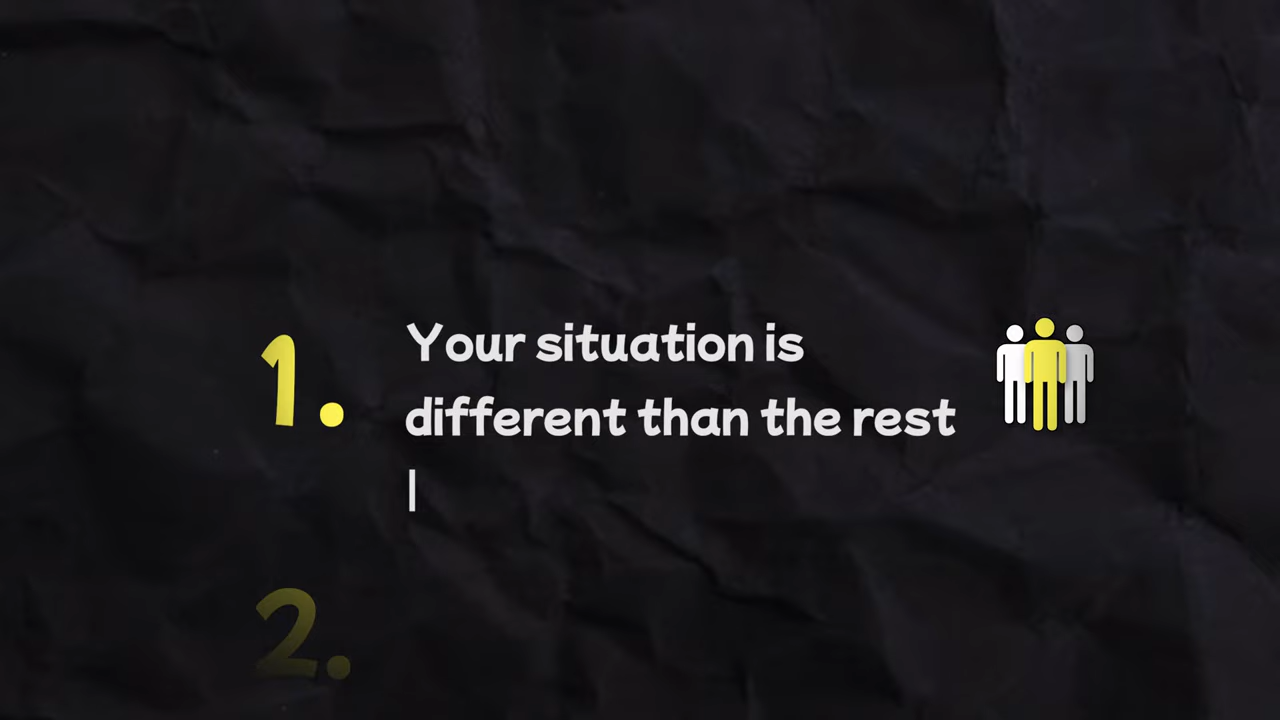 1.
Your situation is
different than the rest
2.